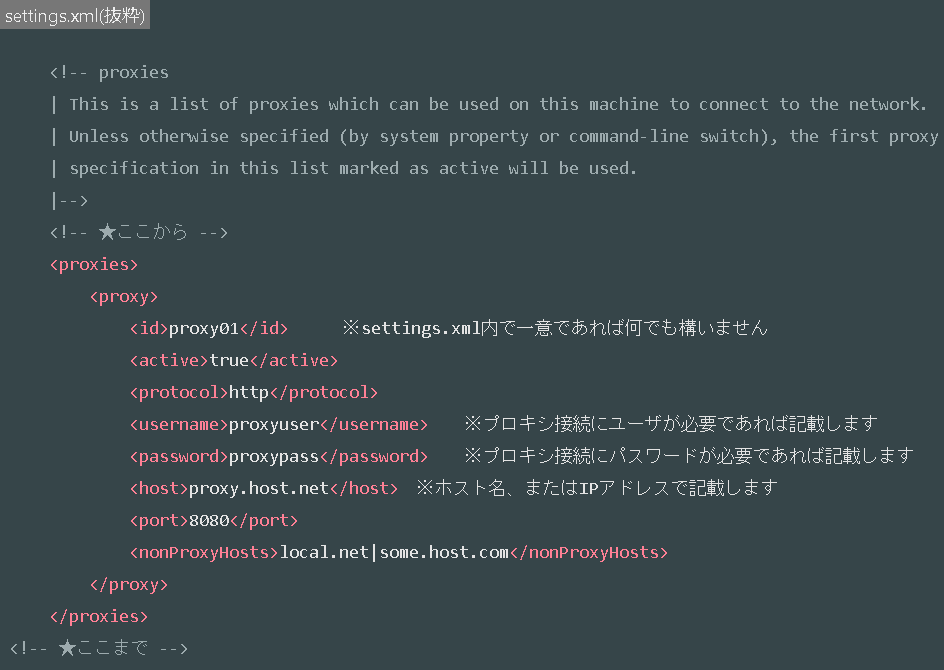 settings.xml(抜粋)
<!-- proxies
| This is a list of proxies which can be used on this machine to connect to the network.
| Unless otherwise specified (by system property or command-line switch), the first proxy
| specification in this list marked as active will be used.
|-->
<!-- ★ここから -->
<proxies>
<proxy>
<id>proxy01</id> ※settings.xml内で一意であれば何でも構いません
<active>true</active>
<protocol>http</protocol>
<username>proxyuser</username> ※プロキシ接続にユーザが必要であれば記載します
<password>proxypass</password> ※プロキシ接続にパスワードが必要であれば記載します
<host>proxy.host.net</host> ※ホスト名、またはIPアドレスで記載します
<port>8080</port>
<nonProxyHosts>local.net|some.host.com</nonProxyHosts>
</proxy>
</proxies>
<!-- ★ここまで -->